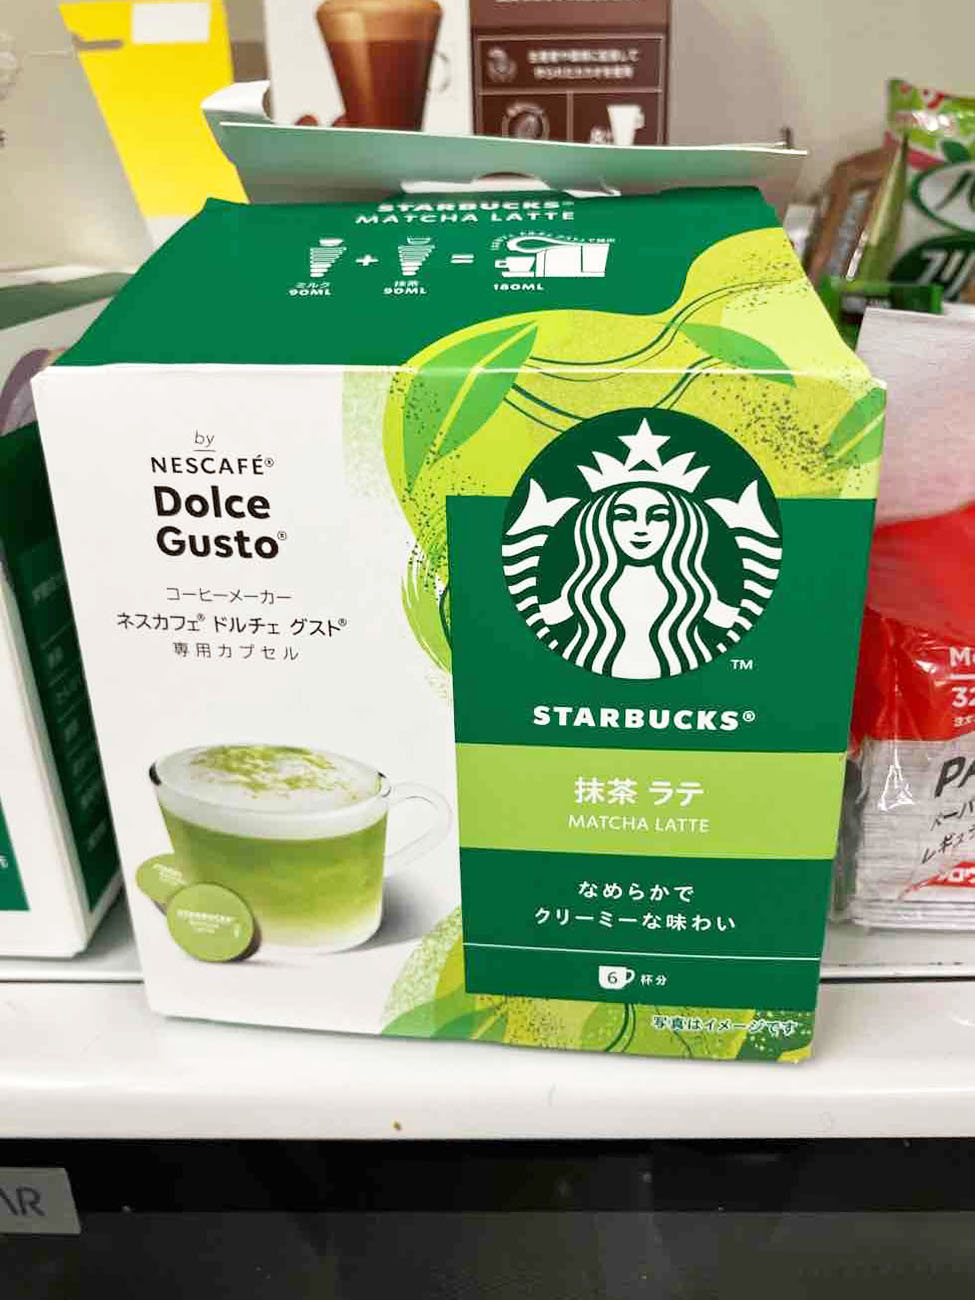 STARBUCKS®
MATCHA LATTE
ミルク
90ML
+
抹茶
90ML
=
180ML
by
NESCAFÉ®
Dolce
Gusto®
コーヒーメーカー
ネスカフェ® ドルチェ グスト®
専用カプセル
TM
STARBUCKS®
抹茶 ラテ
MATCHA LATTE
なめらかで
クリーミーな味わい
6 杯分
写真はイメージです
STARBUCKS